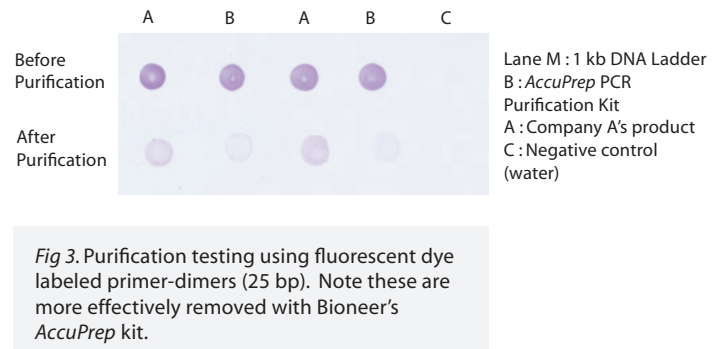 A B A B C
Before
Purification
After
Purification
Lane M : 1 kb DNA Ladder
B : AccuPrep PCR
Purification Kit
A : Company A's product
C : Negative control
(water)
Fig 3. Purification testing using fluorescent dye
labeled primer-dimers (25 bp). Note these are
more effectively removed with Bioneer's
AccuPrep kit.